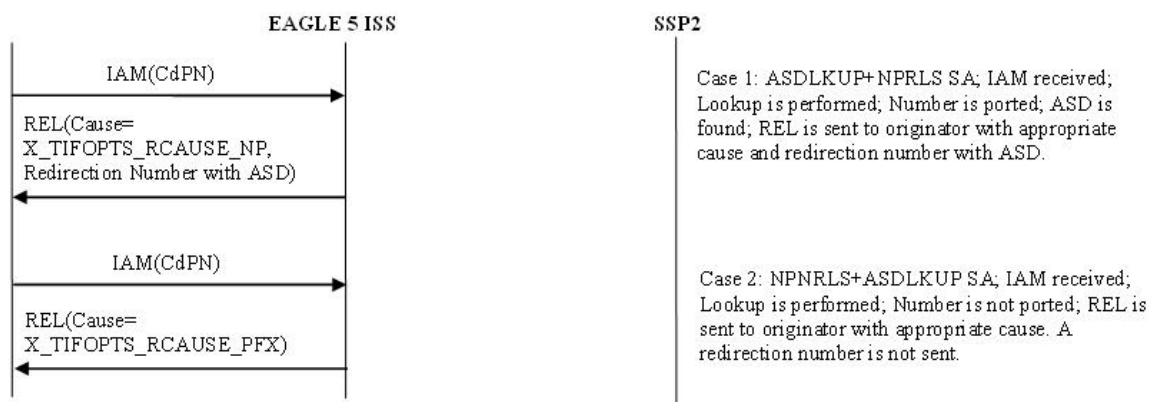 EAGLE 5 ISS
SSP2
IAM(CdPN)
REL(Cause=
X_TIFOPTS_RCAUSE_NP,
Redirection Number with ASD)
Case 1: ASDLKUP+NPRLS SA; IAM received;
Lookup is performed; Number is ported; ASD is
found; REL is sent to originator with appropriate
cause and redirection number with ASD.
IAM(CdPN)
REL(Cause=
X_TIFOPTS_RCAUSE_PFX)
Case 2: NPNRLS+ASDLKUP SA; IAM received;
Lookup is performed; Number is not ported; REL is
sent to originator with appropriate cause. A
redirection number is not sent.